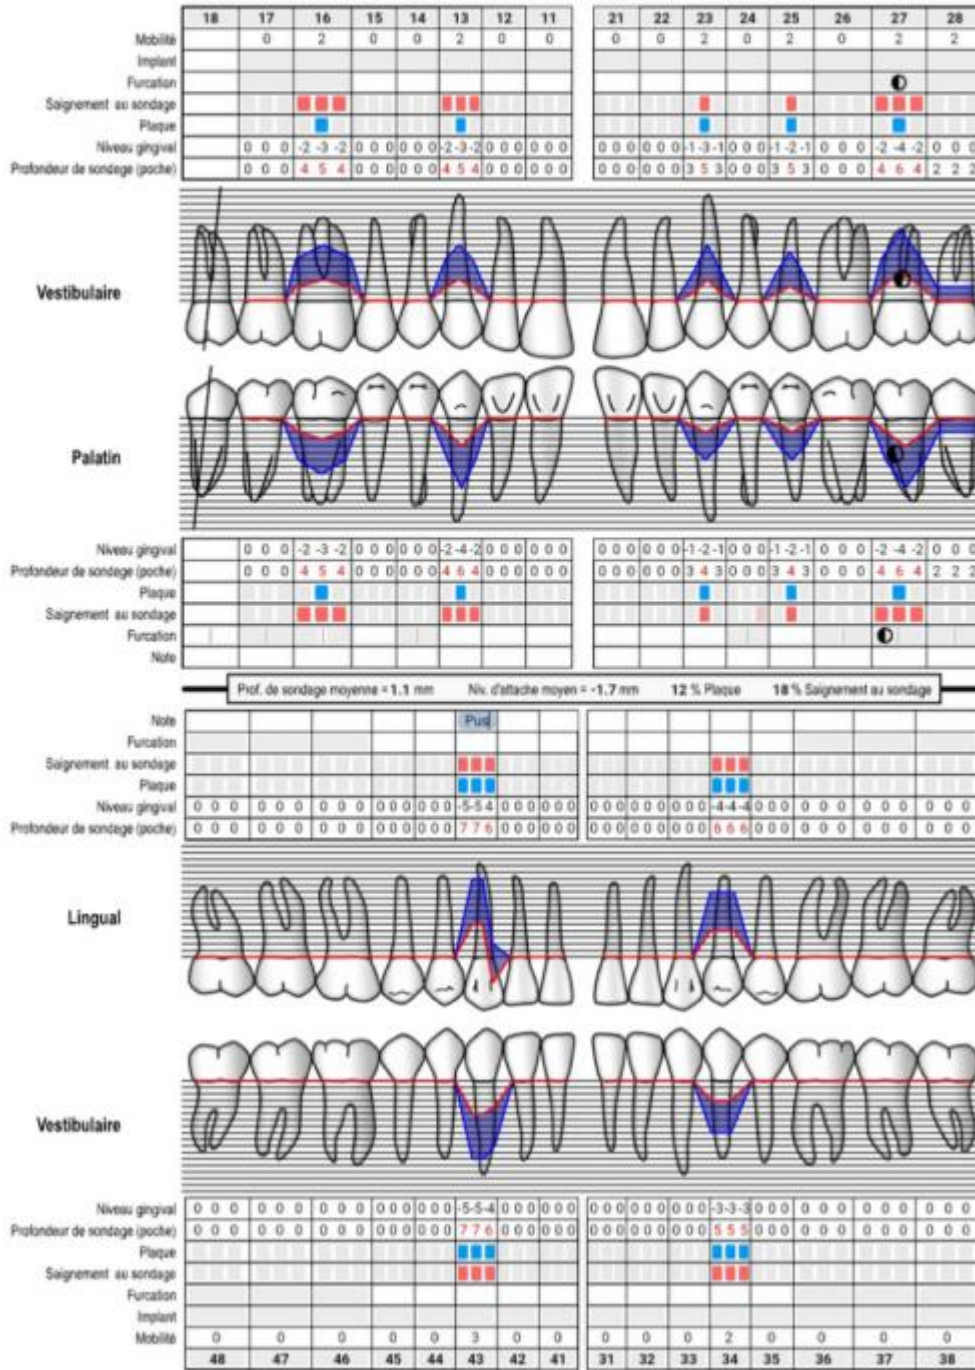 18 17 16 15 14 13 12 11 21 22 23 24 25 26 27 28
Mobilité 0 2 0 0 2 0 0 0 0 2 0 2 0 2 2
Implant
Furcation
Saignement au sondage
Plaque
Niveau gingival 0 0 0 -2 -3 -2 0 0 0 0 0 0 -2 -3 -2 0 0 0 0 0 0 0 0 0 0 0 0 -1 -3 -1 0 0 0 -1 -2 -1 0 0 0 -2 -4 -2 0 0 0
Profondeur de sondage (poche) 0 0 0 4 5 4 0 0 0 0 0 0 4 5 4 0 0 0 0 0 0 0 0 0 0 0 0 3 5 3 0 0 0 3 5 3 0 0 0 4 6 4 2 2 2
Vestibulaire
Palatin
Niveau gingival 0 0 0 -2 -3 -2 0 0 0 0 0 0 -2 -4 -2 0 0 0 0 0 0 0 0 0 0 0 0 -1 -2 -1 0 0 0 -1 -2 -1 0 0 0 -2 -4 -2 0 0 0
Profondeur de sondage (poche) 0 0 0 4 5 4 0 0 0 0 0 0 4 6 4 0 0 0 0 0 0 0 0 0 0 0 0 3 4 3 0 0 0 3 4 3 0 0 0 4 6 4 2 2 2
Plaque
Saignement au sondage
Furcation
Note
Prof. de sondage moyenne = 1.1 mm Niv. d'attache moyen = -1.7 mm 12 % Plaque 18 % Saignement au sondage
Note Pus
Furcation
Saignement au sondage
Plaque
Niveau gingival 0 0 0 0 0 0 0 0 0 0 0 0 0 0 0 -5 -5 4 0 0 0 0 0 0 0 0 0 0 0 0 0 0 0 -4 -4 -4 0 0 0 0 0 0 0 0 0 0 0 0
Profondeur de sondage (poche) 0 0 0 0 0 0 0 0 0 0 0 0 0 0 0 7 7 6 0 0 0 0 0 0 0 0 0 0 0 0 0 0 0 6 6 6 0 0 0 0 0 0 0 0 0 0 0 0
Lingual
Vestibulaire
Niveau gingival 0 0 0 0 0 0 0 0 0 0 0 0 0 0 0 -5 -5 -4 0 0 0 0 0 0 0 0 0 0 0 0 0 0 0 -3 -3 -3 0 0 0 0 0 0 0 0 0 0 0 0
Profondeur de sondage (poche) 0 0 0 0 0 0 0 0 0 0 0 0 0 0 0 7 7 6 0 0 0 0 0 0 0 0 0 0 0 0 0 0 0 5 5 5 0 0 0 0 0 0 0 0 0 0 0 0
Plaque
Saignement au sondage
Furcation
Implant
Mobilité 0 0 0 0 0 3 0 0 0 0 0 2 0 0 0 0
48 47 46 45 44 43 42 41 31 32 33 34 35 36 37 38